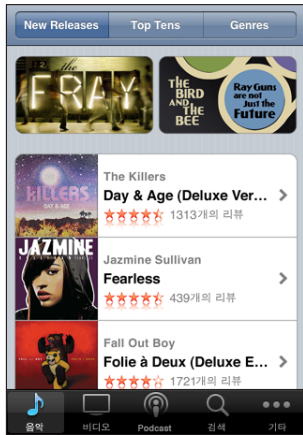 New Releases Top Tens Genres
the
FRAY
THE BIRD AND THE BEE
Ray Guns are not Just the Future
KILLERS
DAY & AGE
The Killers
Day & Age (Deluxe Ver...
1313개의 리뷰
JAZMINE
Jazmine Sullivan
Fearless
439개의 리뷰
Fall Out Boy
Folie à Deux (Deluxe E...
1721개의 리뷰
음악 비디오 Podcast 검색 기타